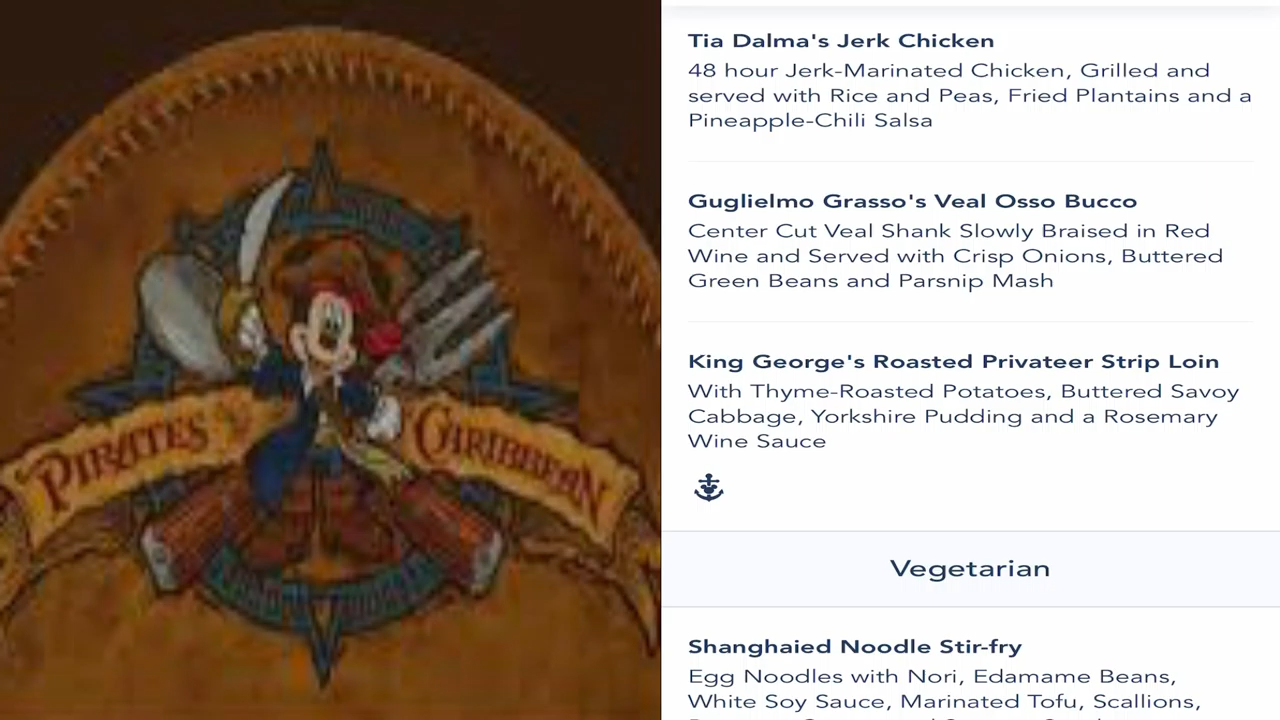 PIRATES
CARIBBEAN
Tia Dalma's Jerk Chicken
48 hour Jerk-Marinated Chicken, Grilled and
served with Rice and Peas, Fried Plantains and a
Pineapple-Chili Salsa
Guglielmo Grasso's Veal Osso Bucco
Center Cut Veal Shank Slowly Braised in Red
Wine and Served with Crisp Onions, Buttered
Green Beans and Parsnip Mash
King George's Roasted Privateer Strip Loin
With Thyme-Roasted Potatoes, Buttered Savoy
Cabbage, Yorkshire Pudding and a Rosemary
Wine Sauce
Vegetarian
Shanghaied Noodle Stir-fry
Egg Noodles with Nori, Edamame Beans,
White Soy Sauce, Marinated Tofu, Scallions,